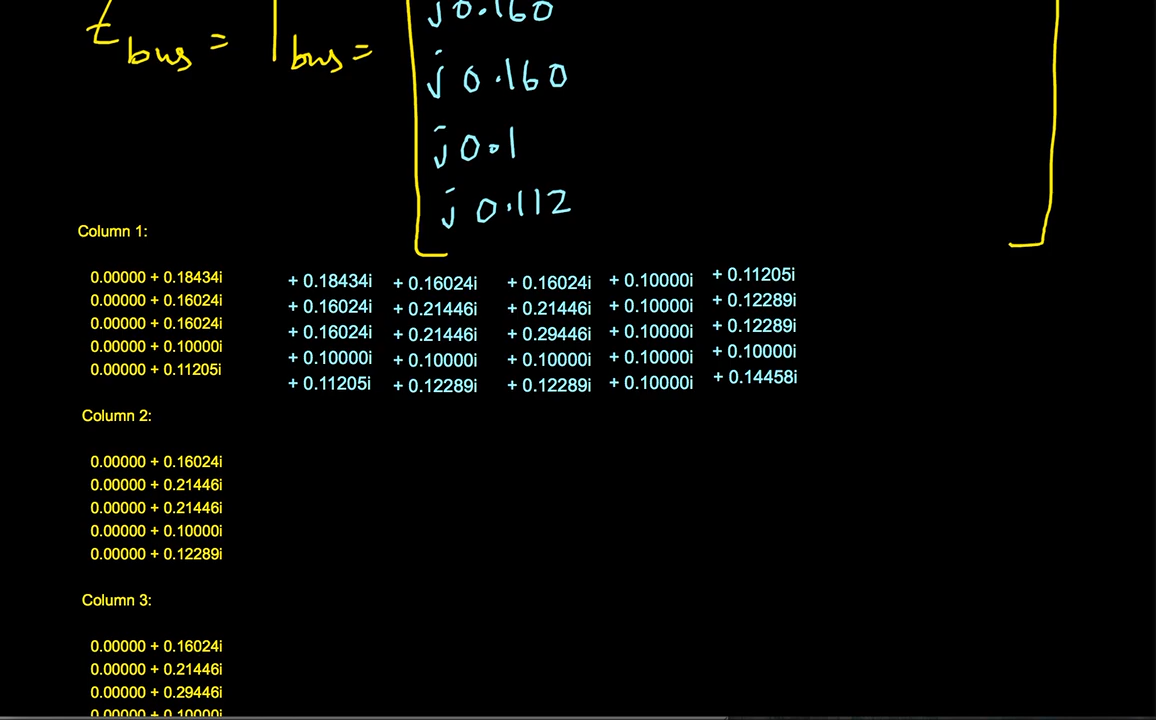 j 0.160
Zbus = Ybus =
j 0.160
j 0.1
j 0.112
Column 1:
0.00000 + 0.18434i
0.00000 + 0.16024i
0.00000 + 0.16024i
0.00000 + 0.10000i
0.00000 + 0.11205i
+ 0.18434i + 0.16024i + 0.16024i + 0.10000i + 0.11205i
+ 0.16024i + 0.21446i + 0.21446i + 0.10000i + 0.12289i
+ 0.16024i + 0.21446i + 0.29446i + 0.10000i + 0.12289i
+ 0.10000i + 0.10000i + 0.10000i + 0.10000i + 0.10000i
+ 0.11205i + 0.12289i + 0.12289i + 0.10000i + 0.14458i
Column 2:
0.00000 + 0.16024i
0.00000 + 0.21446i
0.00000 + 0.21446i
0.00000 + 0.10000i
0.00000 + 0.12289i
Column 3:
0.00000 + 0.16024i
0.00000 + 0.21446i
0.00000 + 0.29446i
0.00000 + 0.10000i